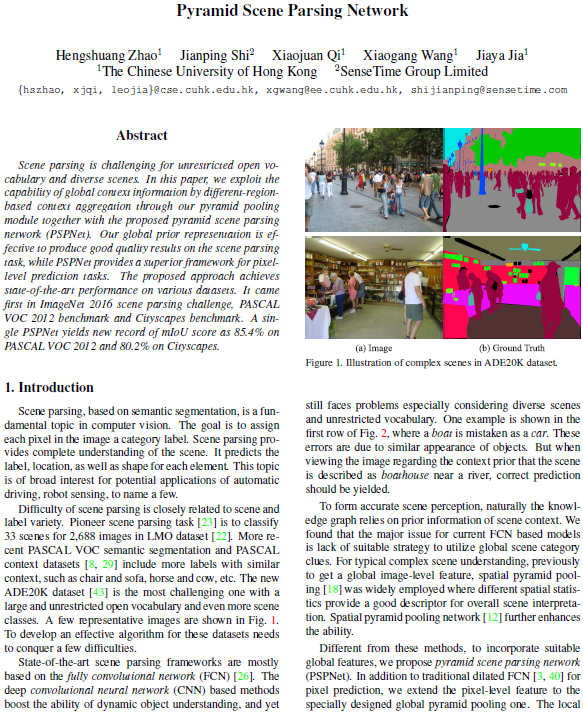 Pyramid Scene Parsing Network
Hengshuang Zhao1 Jianping Shi2 Xiaojuan Qi1 Xiaogang Wang1 Jiaya Jia1
1The Chinese University of Hong Kong 2SenseTime Group Limited
{hszhao, xjqi, leojia}@cse.cuhk.edu.hk, xgwang@ee.cuhk.edu.hk, shijianping@sensetime.com
Abstract
Scene parsing is challenging for unrestricted open vo-
cabulary and diverse scenes. In this paper, we exploit the
capability of global context information by different-region-
based context aggregation through our pyramid pooling
module together with the proposed pyramid scene parsing
network (PSPNet). Our global prior representation is ef-
fective to produce good quality results on the scene parsing
task, while PSPNet provides a superior framework for pixel-
level prediction tasks. The proposed approach achieves
state-of-the-art performance on various datasets. It came
first in ImageNet 2016 scene parsing challenge, PASCAL
VOC 2012 benchmark and Cityscapes benchmark. A sin-
gle PSPNet yields new record of mIoU score as 85.4% on
PASCAL VOC 2012 and 80.2% on Cityscapes.
1. Introduction
Scene parsing, based on semantic segmentation, is a fun-
damental topic in computer vision. The goal is to assign
each pixel in the image a category label. Scene parsing pro-
vides complete understanding of the scene. It predicts the
label, location, as well as shape for each element. This topic
is of broad interest for potential applications of automatic
driving, robot sensing, to name a few.
Difficulty of scene parsing is closely related to scene and
label variety. Pioneer scene parsing task [23] is to classify
33 scenes for 2,688 images in LMO dataset [22]. More re-
cent PASCAL VOC semantic segmentation and PASCAL
context datasets [8, 29] include more labels with similar
context, such as chair and sofa, horse and cow, etc. The new
ADE20K dataset [43] is the most challenging one with a
large and unrestricted open vocabulary and even more scene
classes. A few representative images are shown in Fig. 1.
To develop an effective algorithm for these datasets needs
to conquer a few difficulties.
State-of-the-art scene parsing frameworks are mostly
based on the fully convolutional network (FCN) [26]. The
deep convolutional neural network (CNN) based methods
boost the ability of dynamic object understanding, and yet
(a) Image (b) Ground Truth
Figure 1. Illustration of complex scenes in ADE20K dataset.
still faces problems especially considering diverse scenes
and unrestricted vocabulary. One example is shown in the
first row of Fig. 2, where a boat is mistaken as a car. These
errors are due to similar appearance of objects. But when
viewing the image regarding the context prior that the scene
is described as boathouse near a river, correct prediction
should be yielded.
To form accurate scene perception, naturally the knowl-
edge graph relies on prior information of scene context. We
found that the major issue for current FCN based models
is lack of suitable strategy to utilize global scene category
clues. For typical complex scene understanding, previously
to get a global image-level feature, spatial pyramid pool-
ing [18] was widely employed where different spatial statis-
tics provide a good descriptor for overall scene interpreta-
tion. Spatial pyramid pooling network [12] further enhances
the ability.
Different from these methods, to incorporate suitable
global features, we propose pyramid scene parsing network
(PSPNet). In addition to traditional dilated FCN [3, 40] for
pixel prediction, we extend the pixel-level feature to the
specially designed global pyramid pooling one. The local